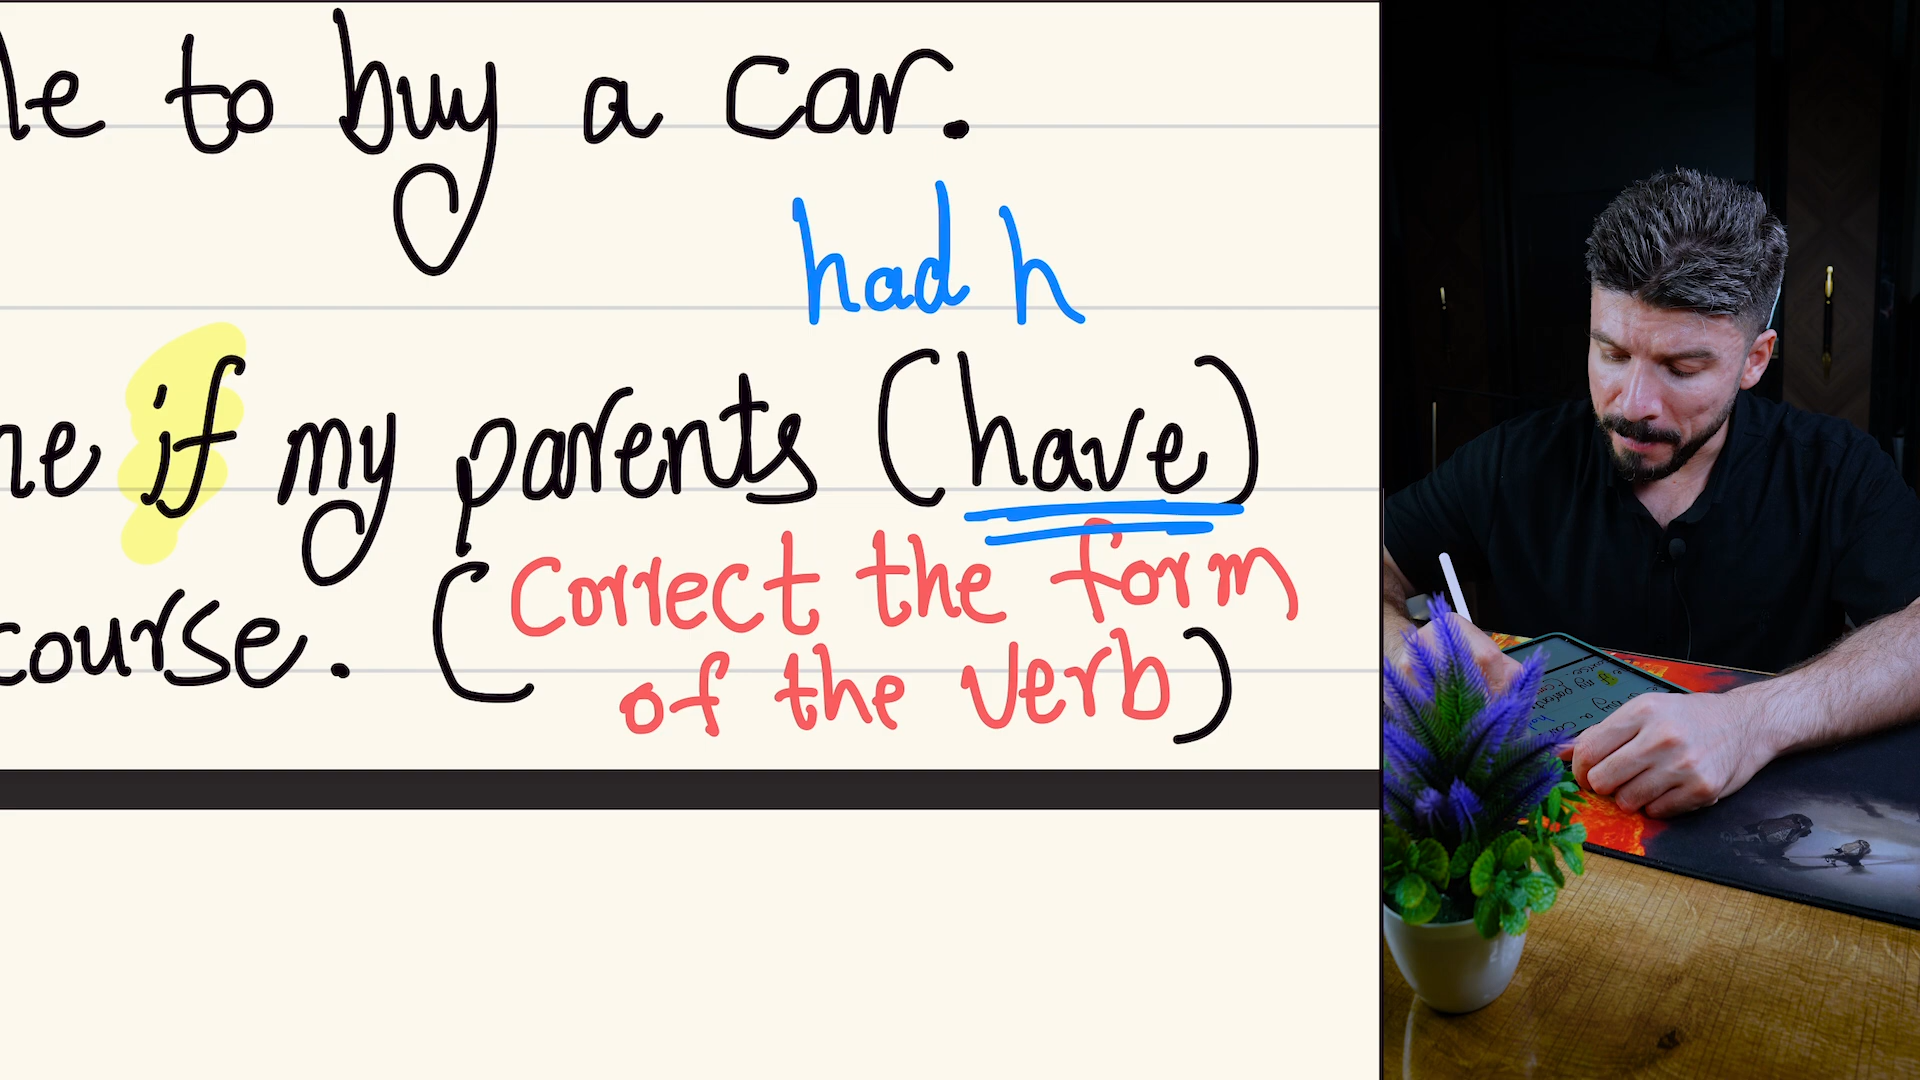 le to buy a car.
had h
ne if my parents (have)
course. (Correct the form
of the verb)